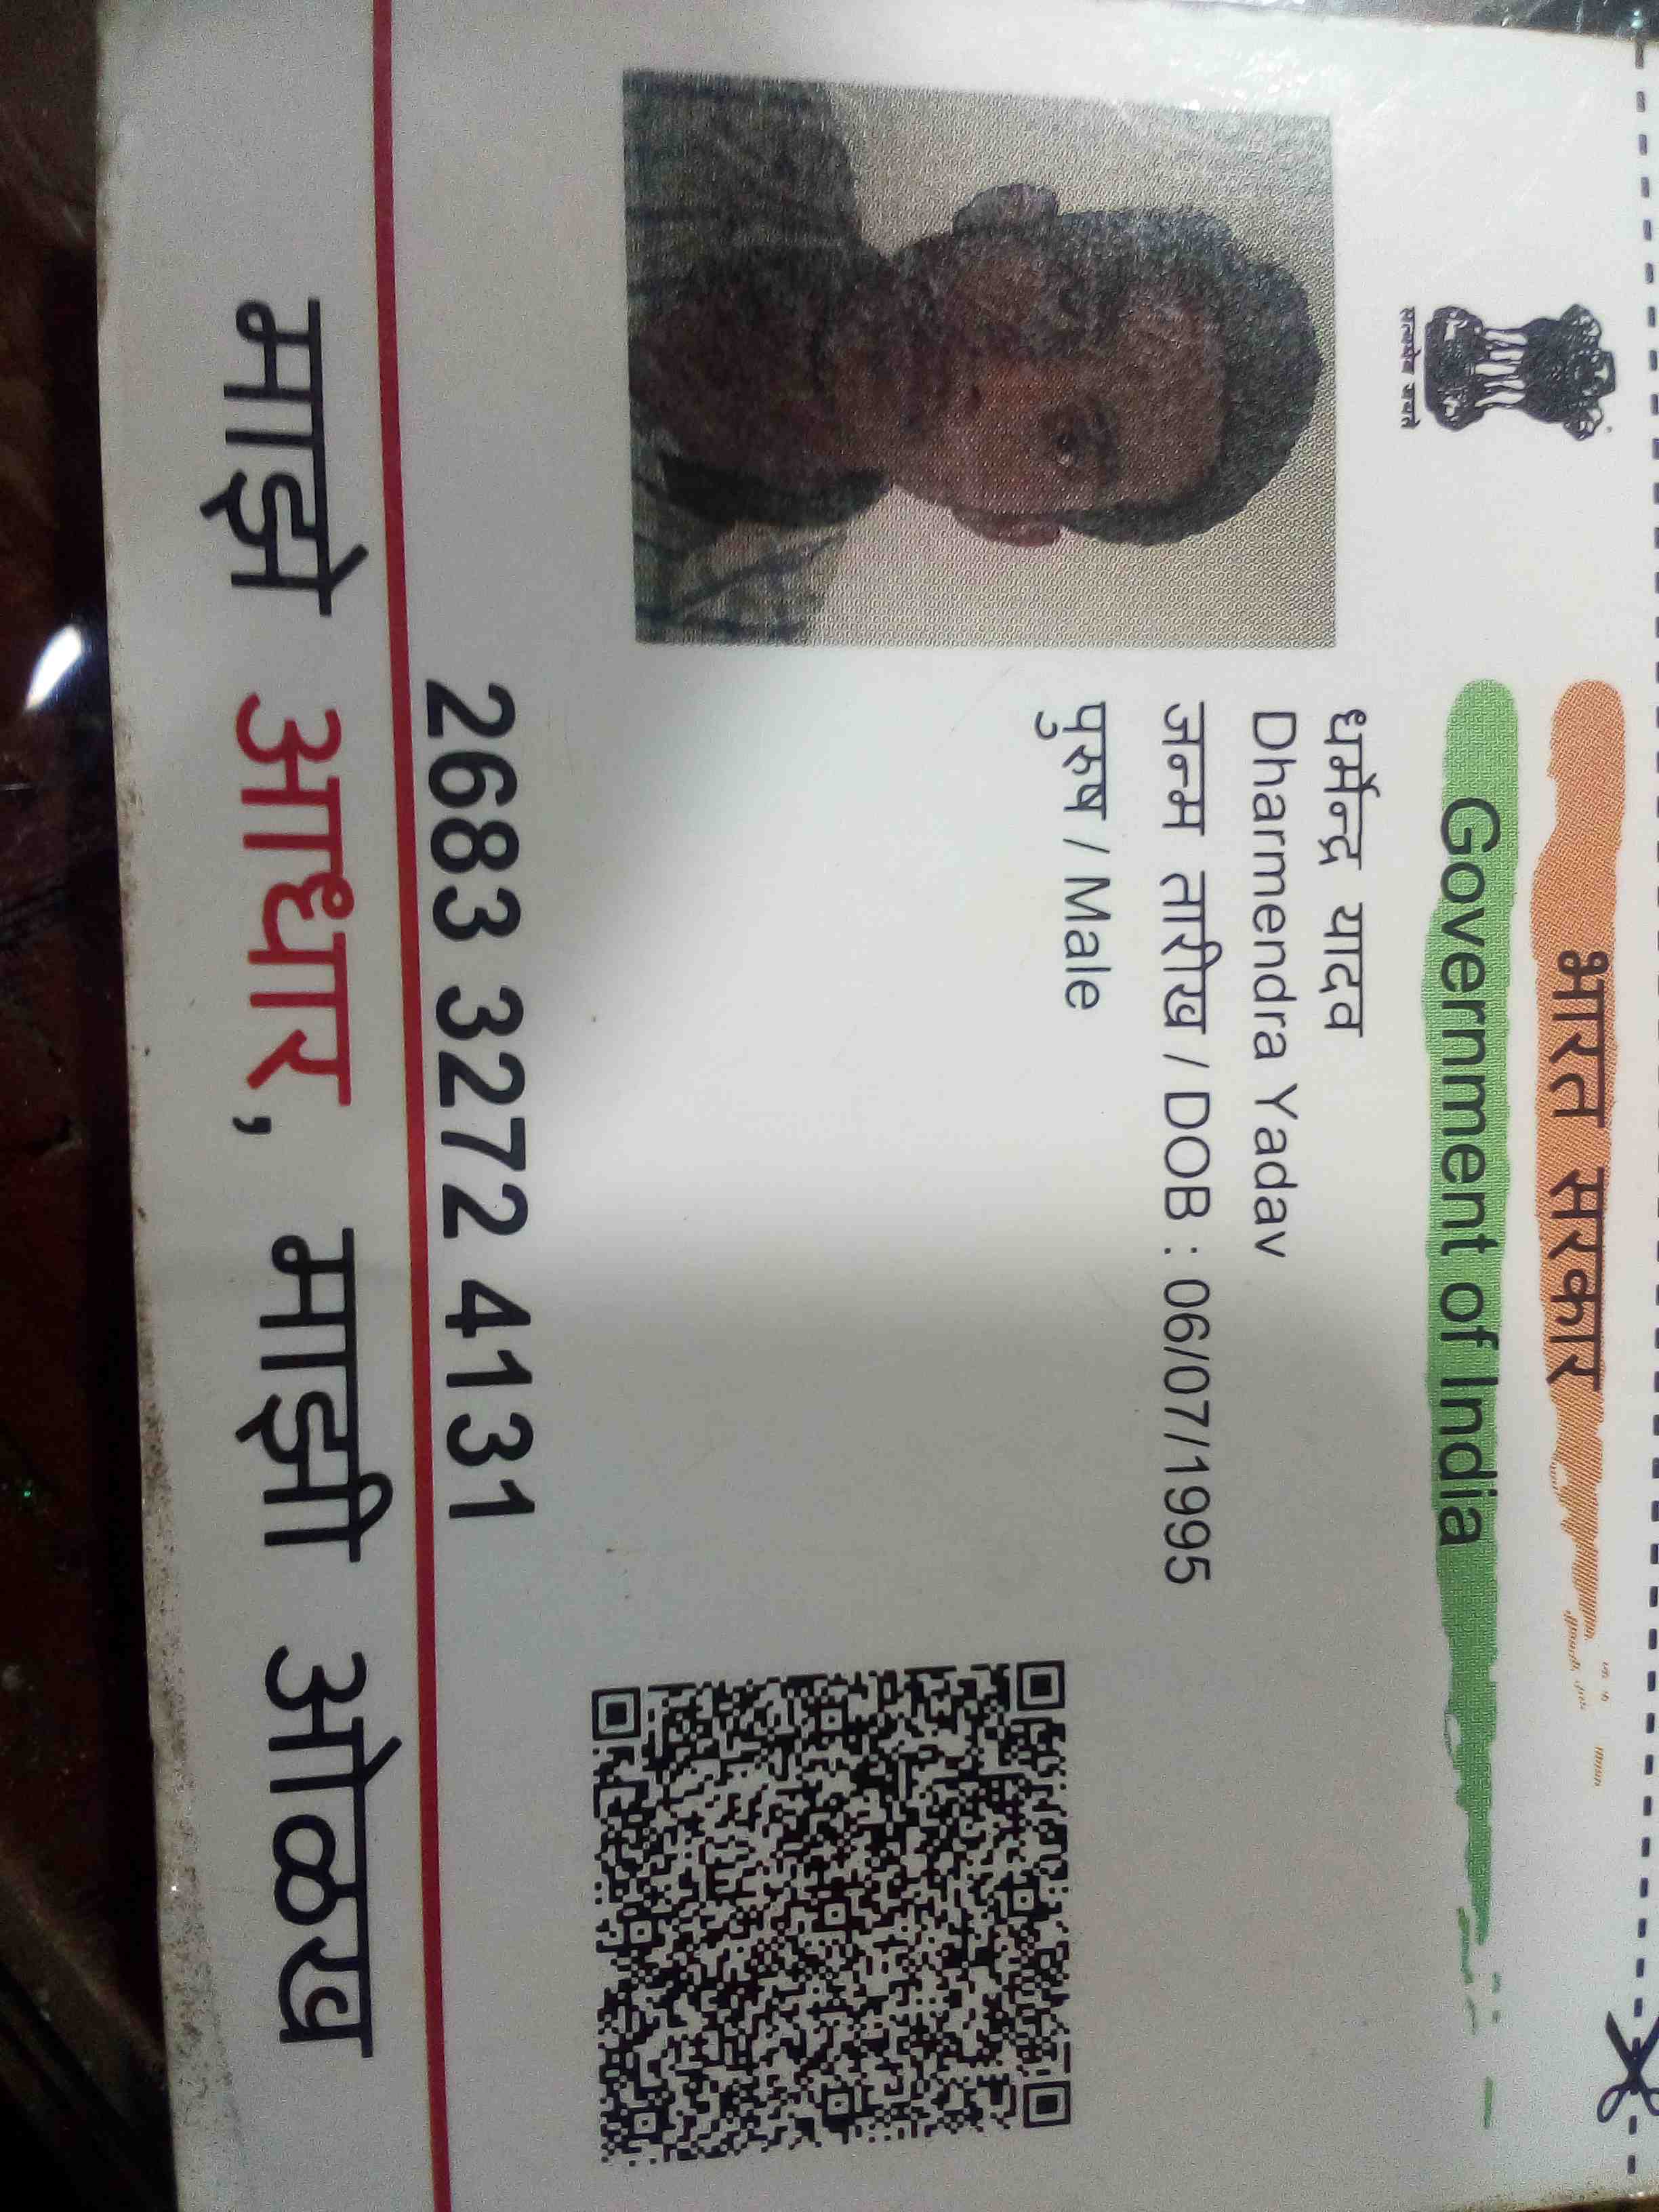 भारत सरकार
Government of India
सत्यमेव जयते
धर्मेन्द्र यादव
Dharmendra Yadav
जन्म तारीख / DOB : 06/07/1995
पुरुष / Male
2683 3272 4131
माझे आधार, माझी ओळख